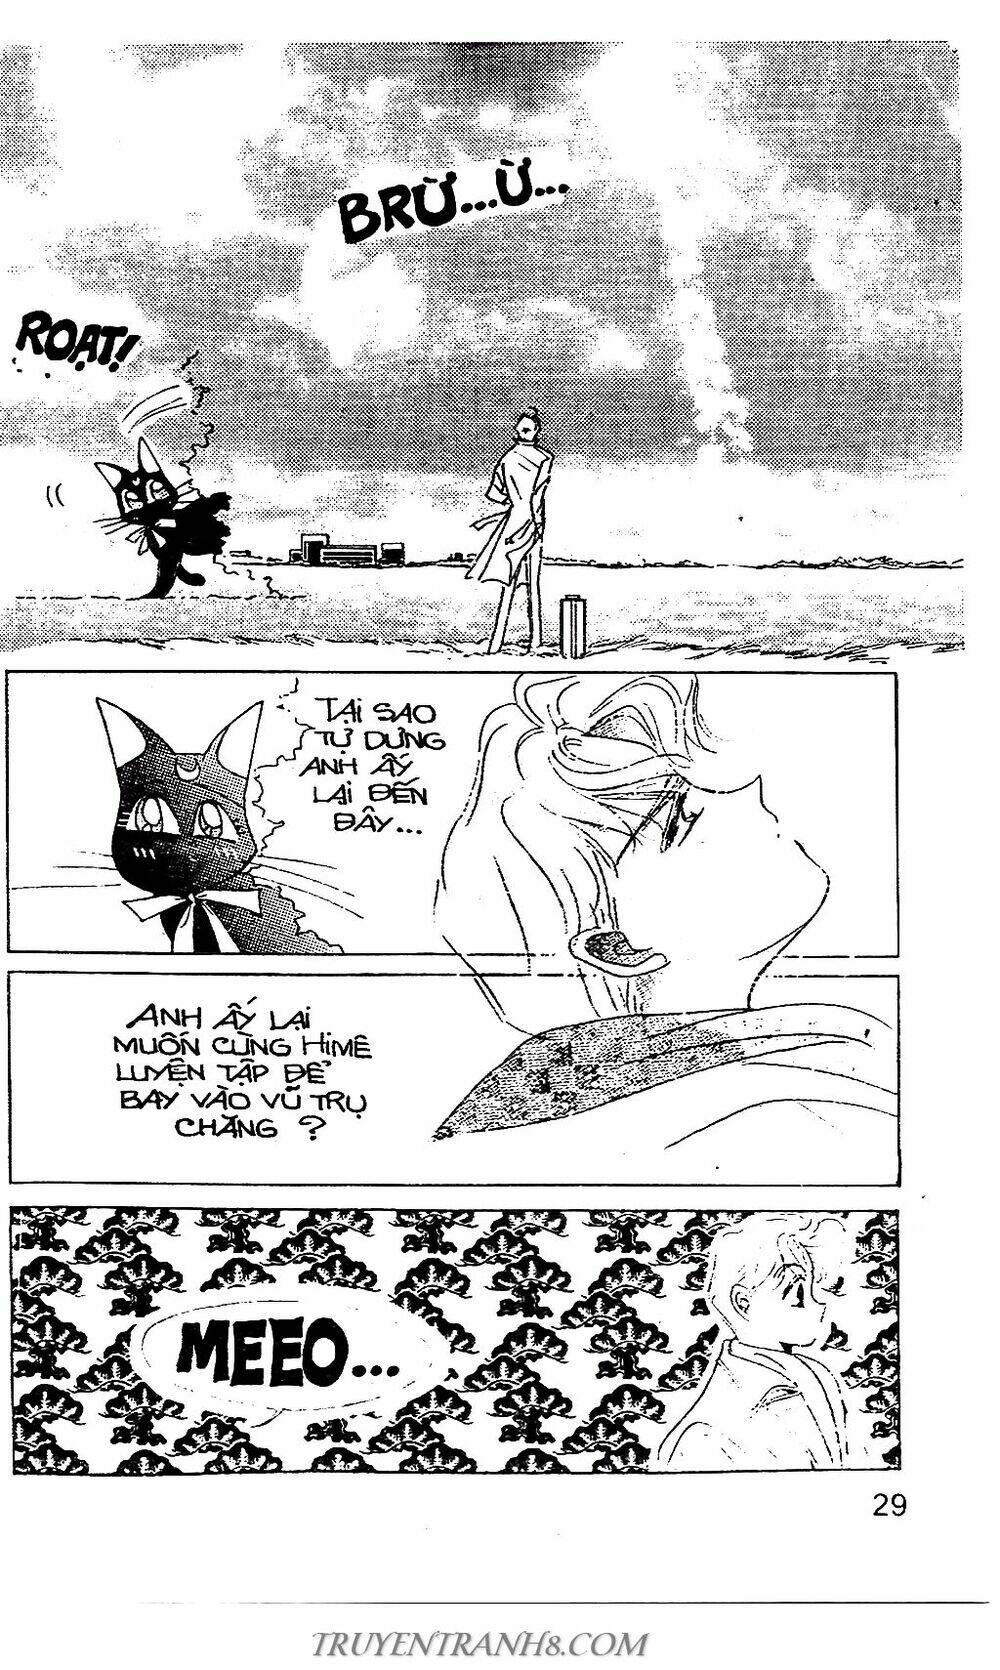 BRỪ...Ừ...
ROẠT!
TẠI SAO
TỰ DƯNG
ANH ẤY
LẠI ĐẾN
ĐÂY...
ANH ẤY LẠI
MUỐN CÙNG HIMÊ
LUYỆN TẬP ĐỂ
BAY VÀO VŨ TRỤ
CHĂNG ?
MEEO...
29
TRUYENTRANH8.COM